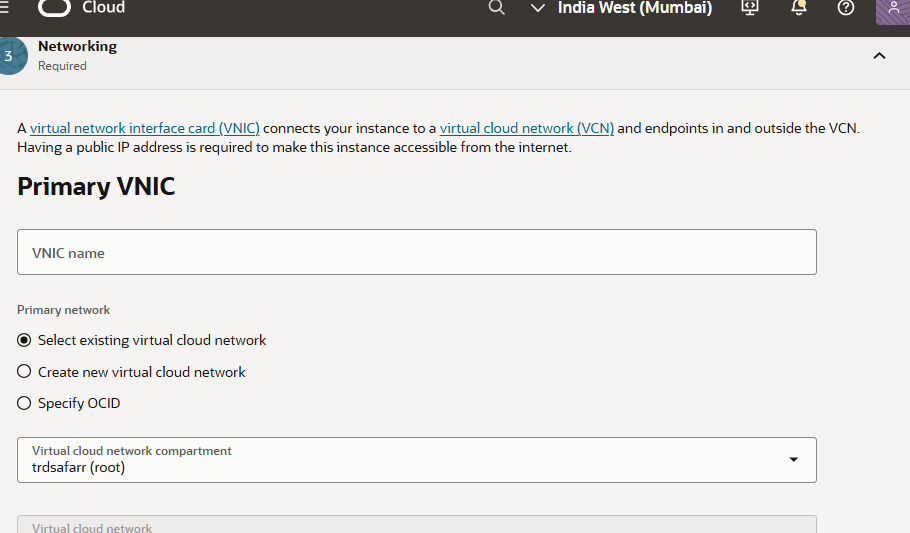 Cloud
India West (Mumbai)
3
Networking
Required
A virtual network interface card (VNIC) connects your instance to a virtual cloud network (VCN) and endpoints in and outside the VCN.
Having a public IP address is required to make this instance accessible from the internet.
Primary VNIC
VNIC name
Primary network
Select existing virtual cloud network
Create new virtual cloud network
Specify OCID
Virtual cloud network compartment
trdsafarr (root)
Virtual cloud network